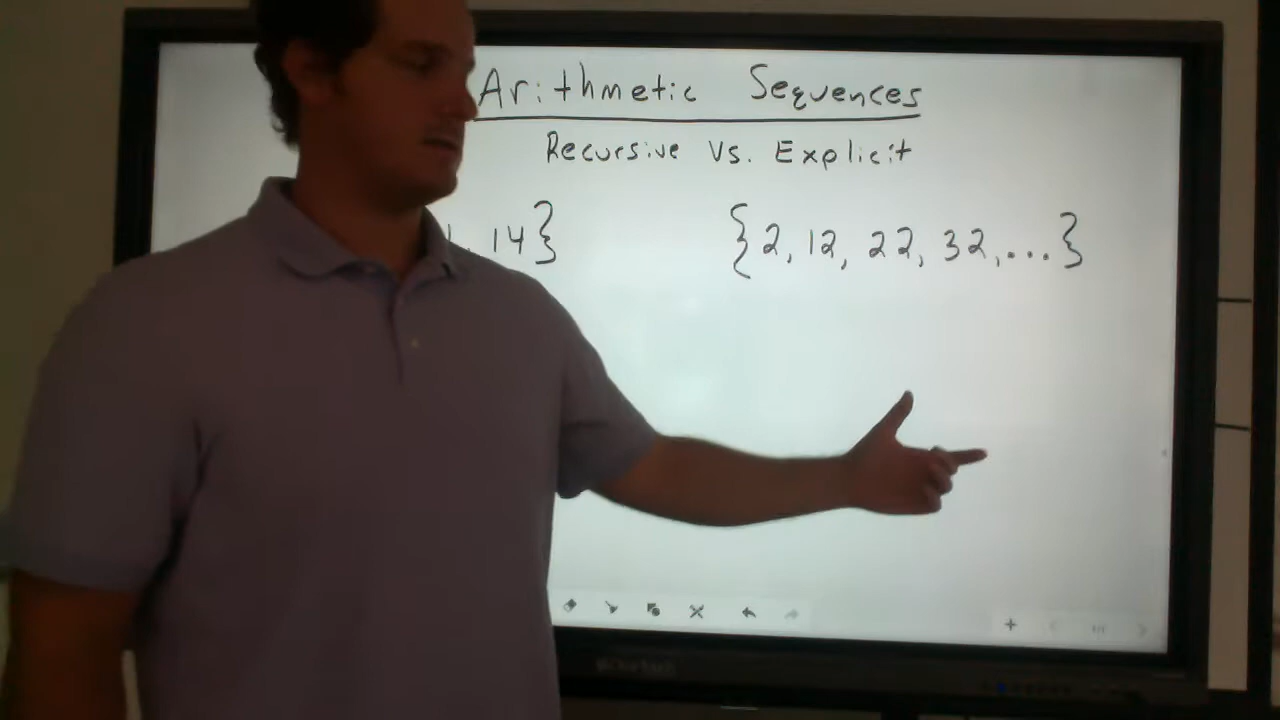 Arithmetic Sequences
Recursive Vs. Explicit
, 14} {2, 12, 22, 32, ...}